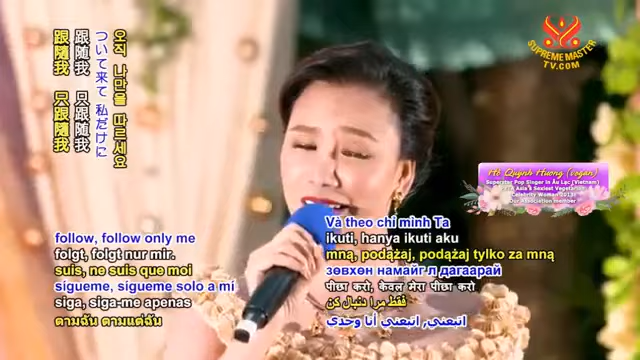 오직 나만을 따르세요
ついて来て 私だけに
跟随我 只跟随我
跟隨我 只跟隨我
SUPREME MASTER
TV.COM
Hồ Quỳnh Hương (vegan)
Superstar Pop Singer in Âu Lạc (Vietnam)
Asia's Sexiest Vegetarian
Celebrity Woman 2013
Our Association member
follow, follow only me
folgt, folgt nur mir.
suis, ne suis que moi
sígueme, sígueme solo a mí
siga, siga-me apenas
ตามฉัน ตามแต่ฉัน
Và theo chỉ mình Ta
ikuti, hanya ikuti aku
mną, podążaj, podążaj tylko za mną
зөвхөн намайг л дагаарай
पीछा करो, केवल मेरा पीछा करो
فقط مرا دنبال کن
اتبعني, اتبعني أنا وحدي